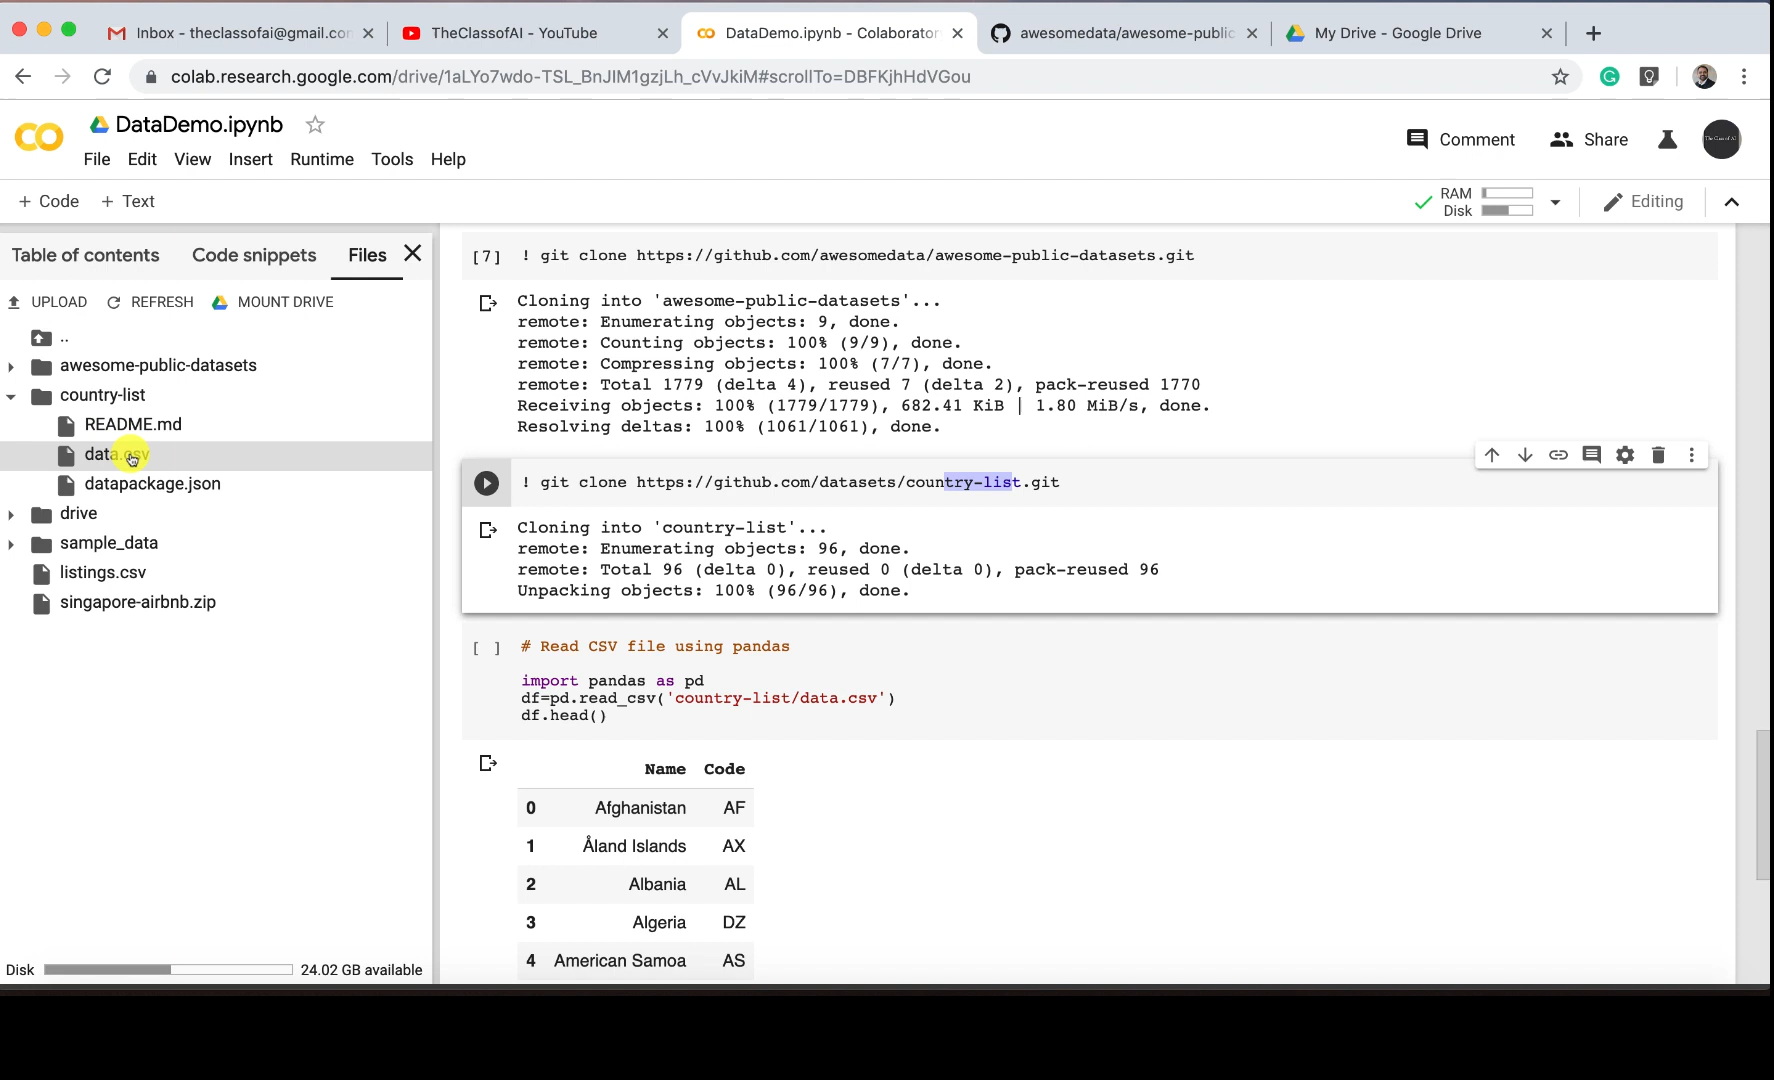 Inbox - theclassofai@gmail.co
TheClassofAI - YouTube
DataDemo.ipynb - Colaborator
awesomedata/awesome-public
My Drive - Google Drive
colab.research.google.com/drive/1aLYo7wdo-TSL_BnJIM1gzjLh_cVvJkiM#scrollTo=DBFKjhHdVGou
DataDemo.ipynb
File Edit View Insert Runtime Tools Help
Comment Share
+ Code + Text
RAM
Disk
Editing
Table of contents Code snippets Files
UPLOAD REFRESH MOUNT DRIVE
..
awesome-public-datasets
country-list
README.md
data.csv
datapackage.json
drive
sample_data
listings.csv
singapore-airbnb.zip
Disk 24.02 GB available
[7] ! git clone https://github.com/awesomedata/awesome-public-datasets.git
Cloning into 'awesome-public-datasets'...
remote: Enumerating objects: 9, done.
remote: Counting objects: 100% (9/9), done.
remote: Compressing objects: 100% (7/7), done.
remote: Total 1779 (delta 4), reused 7 (delta 2), pack-reused 1770
Receiving objects: 100% (1779/1779), 682.41 KiB | 1.80 MiB/s, done.
Resolving deltas: 100% (1061/1061), done.
! git clone https://github.com/datasets/country-list.git
Cloning into 'country-list'...
remote: Enumerating objects: 96, done.
remote: Total 96 (delta 0), reused 0 (delta 0), pack-reused 96
Unpacking objects: 100% (96/96), done.
[ ] # Read CSV file using pandas
import pandas as pd
df=pd.read_csv('country-list/data.csv')
df.head()
Name Code
0 Afghanistan AF
1 Åland Islands AX
2 Albania AL
3 Algeria DZ
4 American Samoa AS